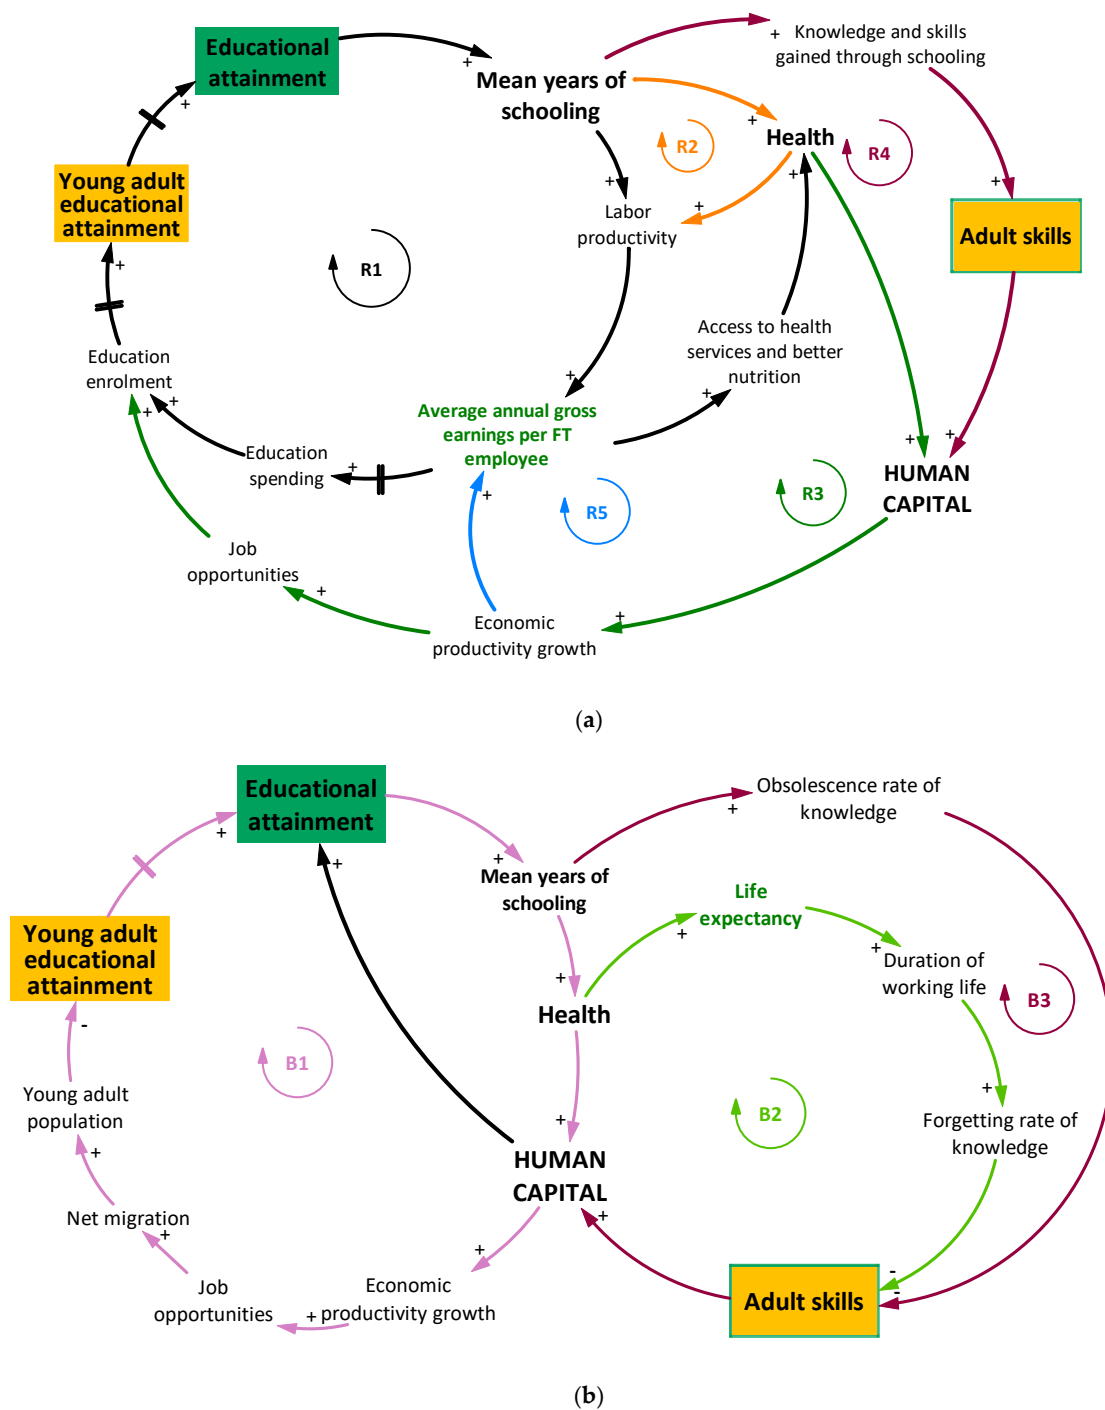 Educational
attainment
+
Mean years of
schooling
+
Knowledge and skills
gained through schooling
+
+
Health
R2
R4
Young adult
educational
attainment
+
+
+
+
Labor
productivity
Adult skills
R1
+
Access to health
services and better
nutrition
Education
enrolment
+
+
+
+
Average annual gross
earnings per FT
employee
+
+
Education
spending
+
HUMAN
CAPITAL
+
R5
R3
Job
opportunities
+
Economic
productivity growth
+
(a)
Educational
attainment
+
+
+
Mean years of
schooling
Obsolescence rate of
knowledge
+
Life
expectancy
+
Young adult
educational
attainment
-
+
Health
+
Duration of
working life
B3
B1
B2
Young adult
population
+
+
Forgetting rate of
knowledge
+
HUMAN
CAPITAL
+
Net migration
+
+
Job
opportunities
+
Economic
productivity growth
-
-
Adult skills
(b)